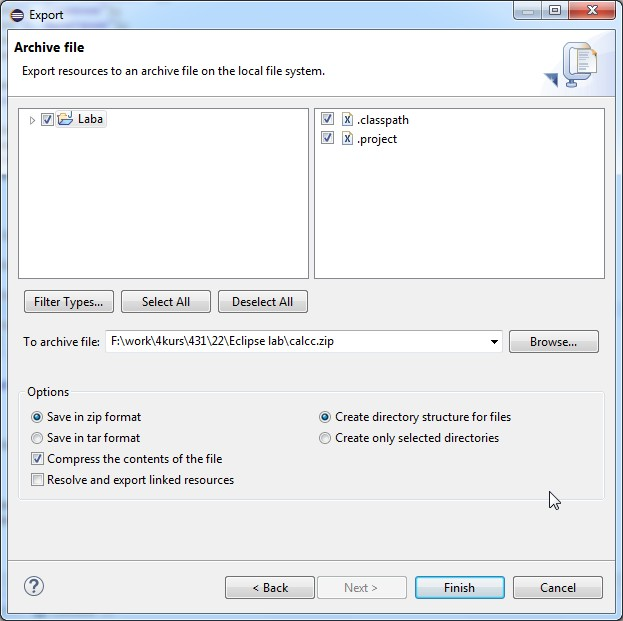 Export
Archive file
Export resources to an archive file on the local file system.
Laba
.classpath
.project
Filter Types...
Select All
Deselect All
To archive file:
F:\work\4kurs\431\22\Eclipse lab\calcc.zip
Browse...
Options
Save in zip format
Create directory structure for files
Save in tar format
Create only selected directories
Compress the contents of the file
Resolve and export linked resources
?
< Back
Next >
Finish
Cancel